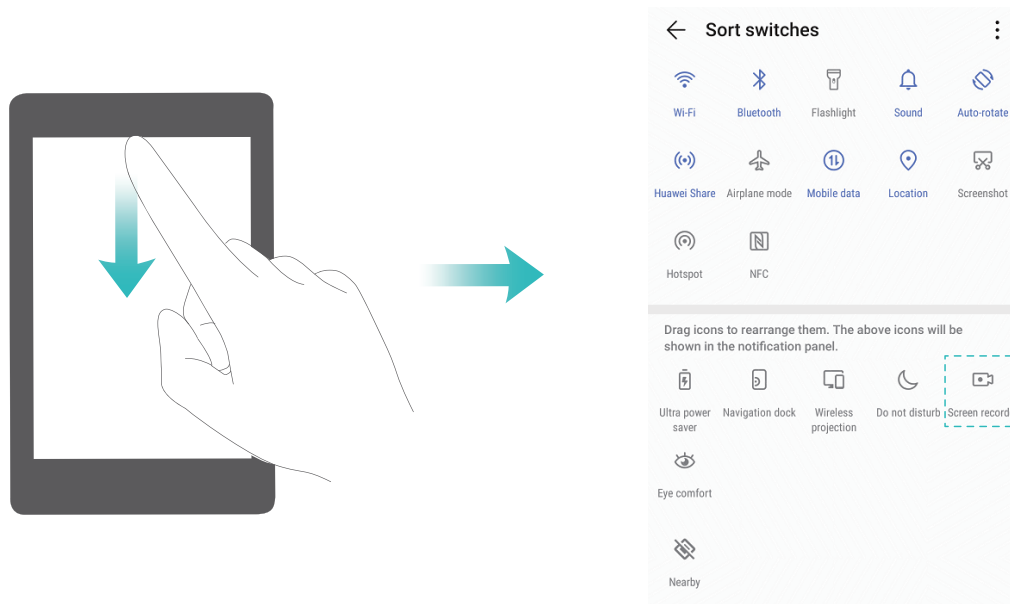 Sort switches
Wi-Fi Bluetooth Flashlight Sound Auto-rotate
Huawei Share Airplane mode Mobile data Location Screenshot
Hotspot NFC
Drag icons to rearrange them. The above icons will be
shown in the notification panel.
Ultra power Navigation dock Wireless Do not disturb Screen record
saver projection
Eye comfort
Nearby